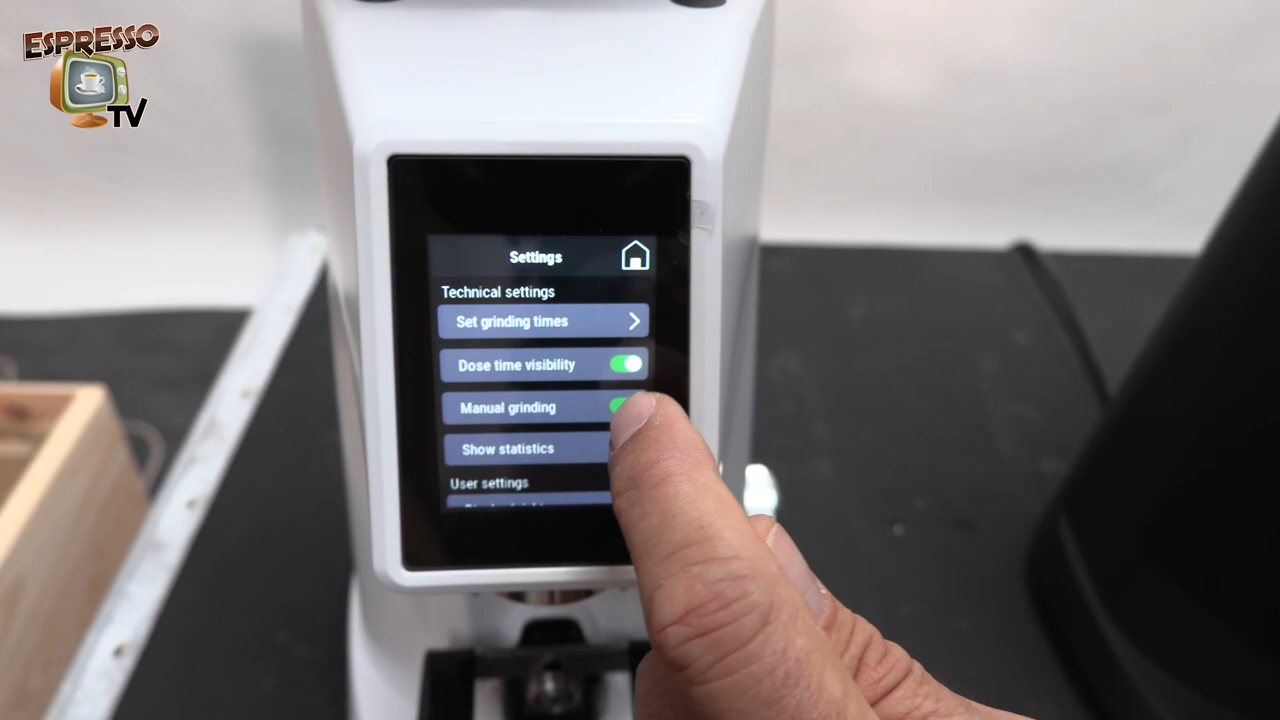 ESPRESSO
TV
Settings
Technical settings
Set grinding times
Dose time visibility
Manual grinding
Show statistics
User settings